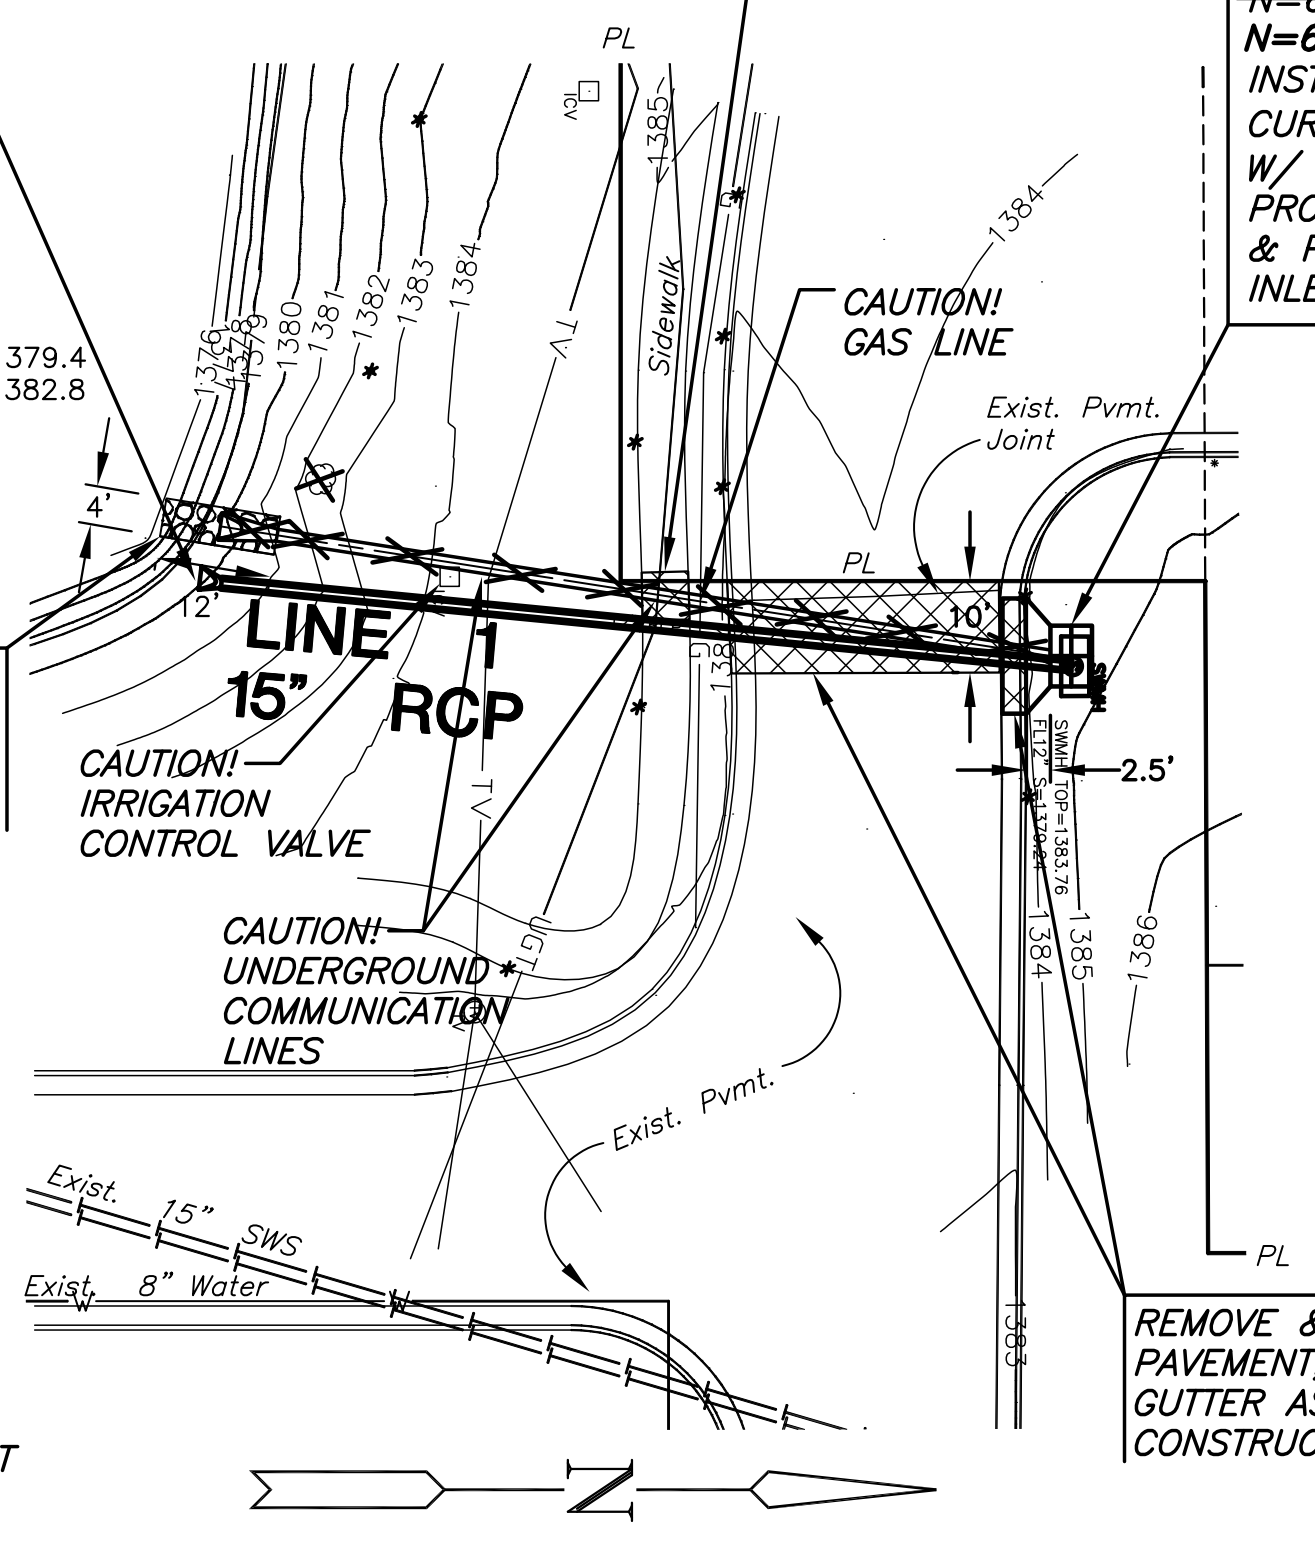 PL
ICV
1385
N=6
INST
CUR
W/
PRO
& P
INLE
1384
G
1376
1378
1379
1380
1381
1382
1383
1384
TV
Sidewalk
CAUTION!
GAS LINE
379.4
382.8
Exist. Pvmt.
Joint
4'
12'
PL
10'
LINE 1
15” RCP
G
SWMH TOP=1383.76
FL12” S=1379.24
2.5'
CAUTION!
IRRIGATION
CONTROL VALVE
TV
CAUTION!
UNDERGROUND
COMMUNICATION
LINES
UGT
1384
1385
1386
Exist. Pvmt.
Exist. 15” SWS
Exist. 8” Water
W
W
PL
1383
REMOVE &
PAVEMENT,
GUTTER AS
CONSTRUC
T
N